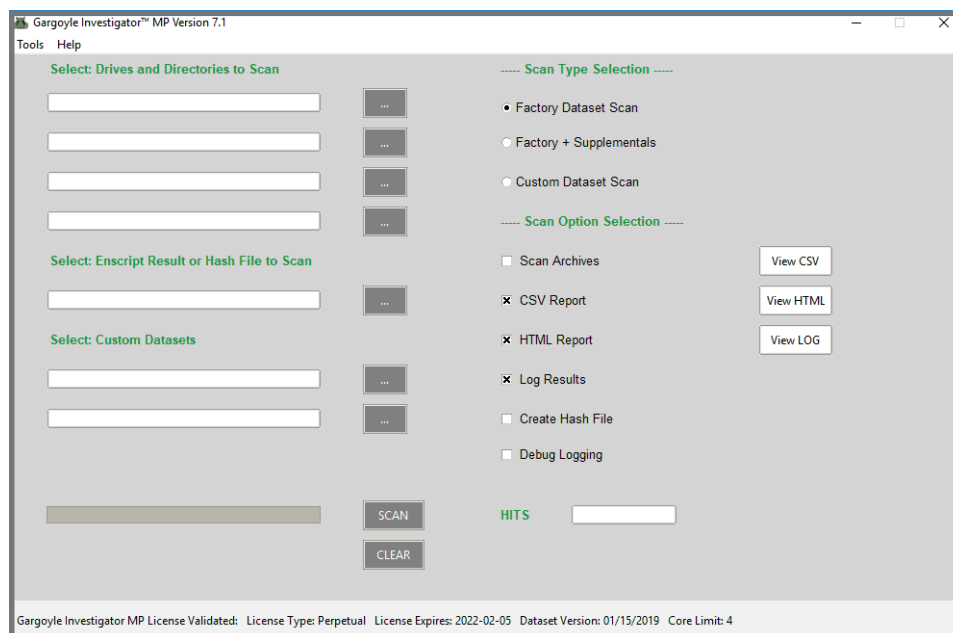 Gargoyle Investigator™ MP Version 7.1
Tools Help
Select: Drives and Directories to Scan
...
...
...
...
Select: Enscript Result or Hash File to Scan
...
Select: Custom Datasets
...
...
SCAN
CLEAR
----- Scan Type Selection -----
Factory Dataset Scan
Factory + Supplementals
Custom Dataset Scan
----- Scan Option Selection -----
Scan Archives
View CSV
CSV Report
View HTML
HTML Report
View LOG
Log Results
Create Hash File
Debug Logging
HITS
Gargoyle Investigator MP License Validated: License Type: Perpetual License Expires: 2022-02-05 Dataset Version: 01/15/2019 Core Limit: 4